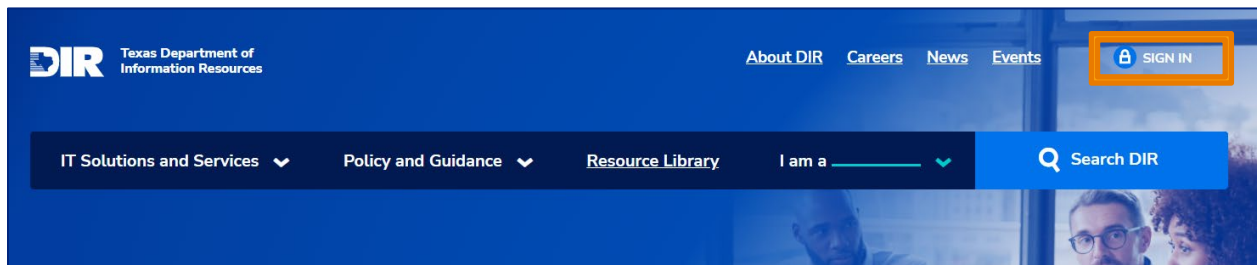 DIR
Texas Department of
Information Resources
About DIR Careers News Events SIGN IN
IT Solutions and Services Policy and Guidance Resource Library I am a ________ Search DIR